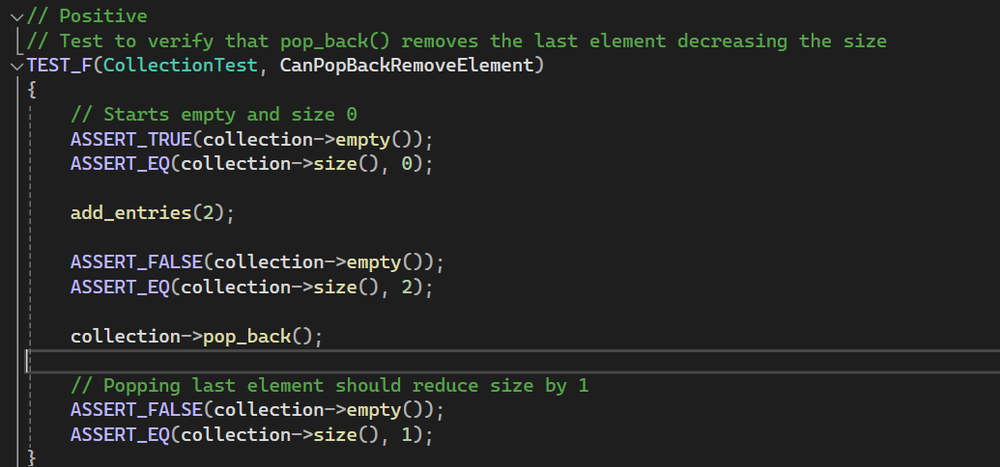 // Positive
// Test to verify that pop_back() removes the last element decreasing the size
TEST_F(CollectionTest, CanPopBackRemoveElement)
{
// Starts empty and size 0
ASSERT_TRUE(collection->empty());
ASSERT_EQ(collection->size(), 0);
add_entries(2);
ASSERT_FALSE(collection->empty());
ASSERT_EQ(collection->size(), 2);
collection->pop_back();
// Popping last element should reduce size by 1
ASSERT_FALSE(collection->empty());
ASSERT_EQ(collection->size(), 1);
}